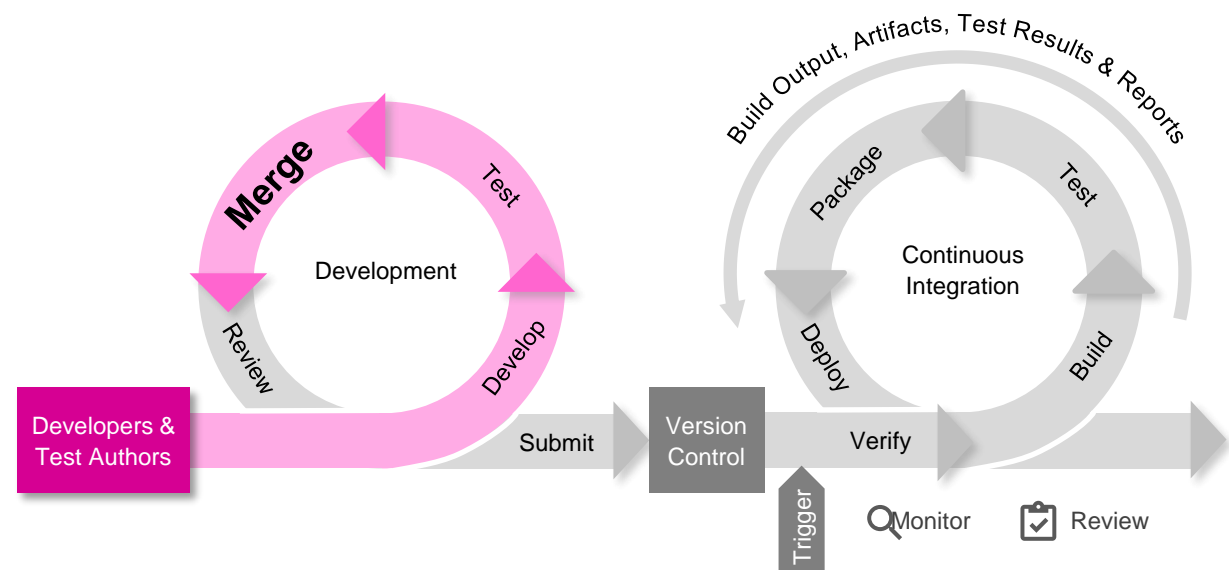 Build Output, Artifacts, Test Results & Reports
Merge
Test
Package
Test
Development
Continuous
Integration
Review
Develop
Deploy
Build
Developers &
Test Authors
Submit
Version
Control
Verify
Trigger
Monitor
Review